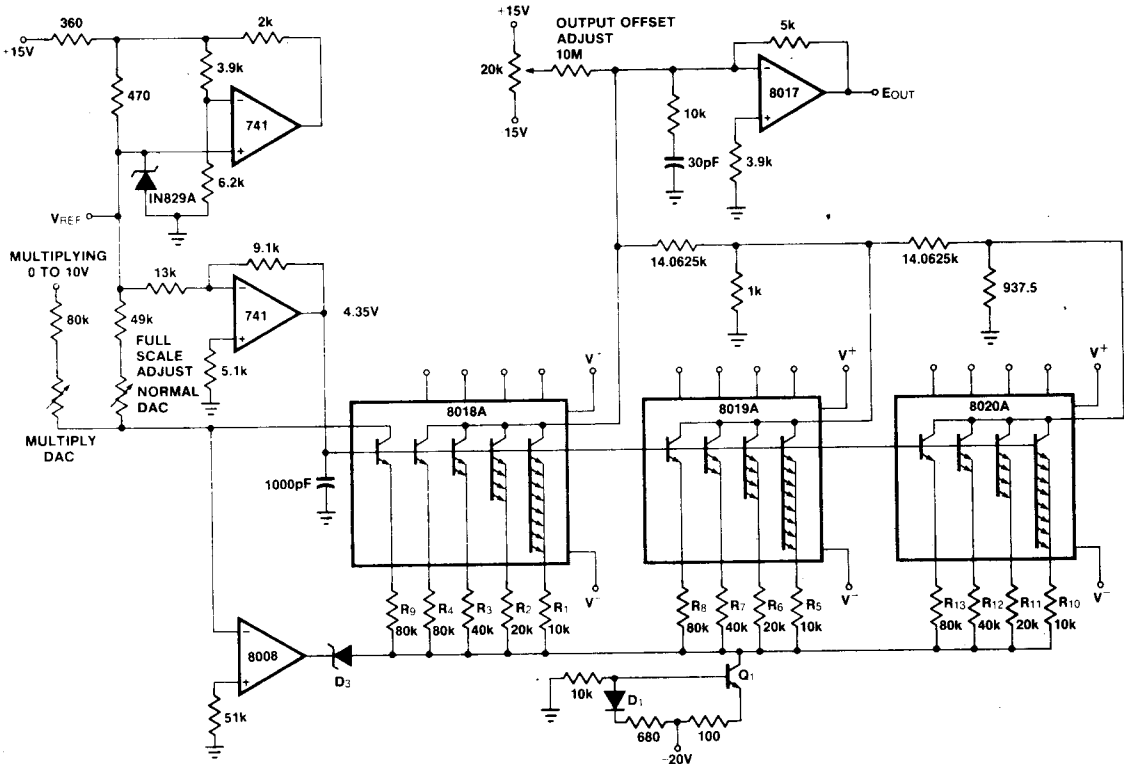 360
+15V
2k
3.9k
470
−
741
+
6.2k
IN829A
VREF
MULTIPLYING
0 TO 10V
80k
13k
9.1k
−
741
+
4.35V
49k
FULL
SCALE
ADJUST
5.1k
NORMAL
DAC
MULTIPLY
DAC
1000pF
+15V
OUTPUT OFFSET
ADJUST
10M
20k
-15V
5k
−
8017
+
EOUT
10k
30pF
3.9k
14.0625k
1k
14.0625k
937.5
8018A
V-
R9
80k
R4
80k
R3
40k
R2
20k
R1
10k
V+
8019A
V-
R8
80k
R7
40k
R6
20k
R5
10k
V+
8020A
V-
R13
80k
R12
40k
R11
20k
R10
10k
−
8008
+
D3
51k
10k
D1
Q1
680
100
-20V